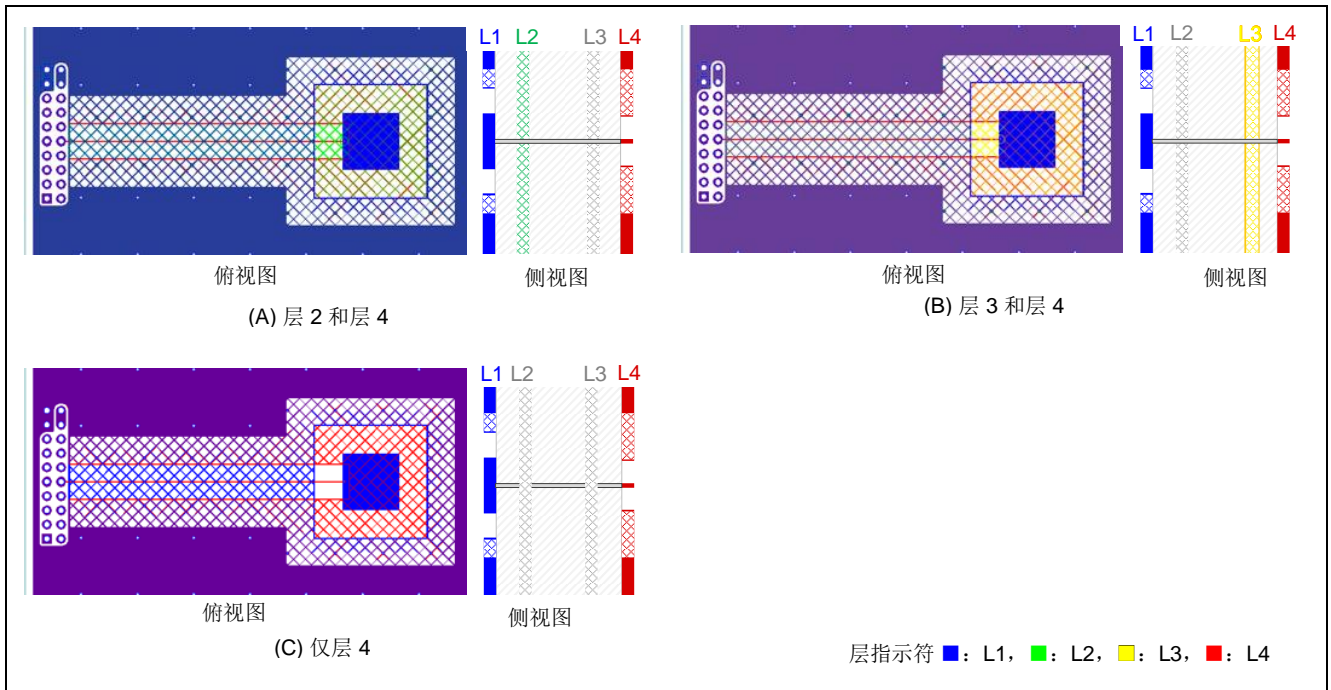 L1 L2 L3 L4
俯视图
侧视图
(A) 层 2 和层 4
L1 L2 L3 L4
俯视图
侧视图
(B) 层 3 和层 4
L1 L2 L3 L4
俯视图
侧视图
(C) 仅层 4
层指示符 ：L1， ：L2， ：L3， ：L4